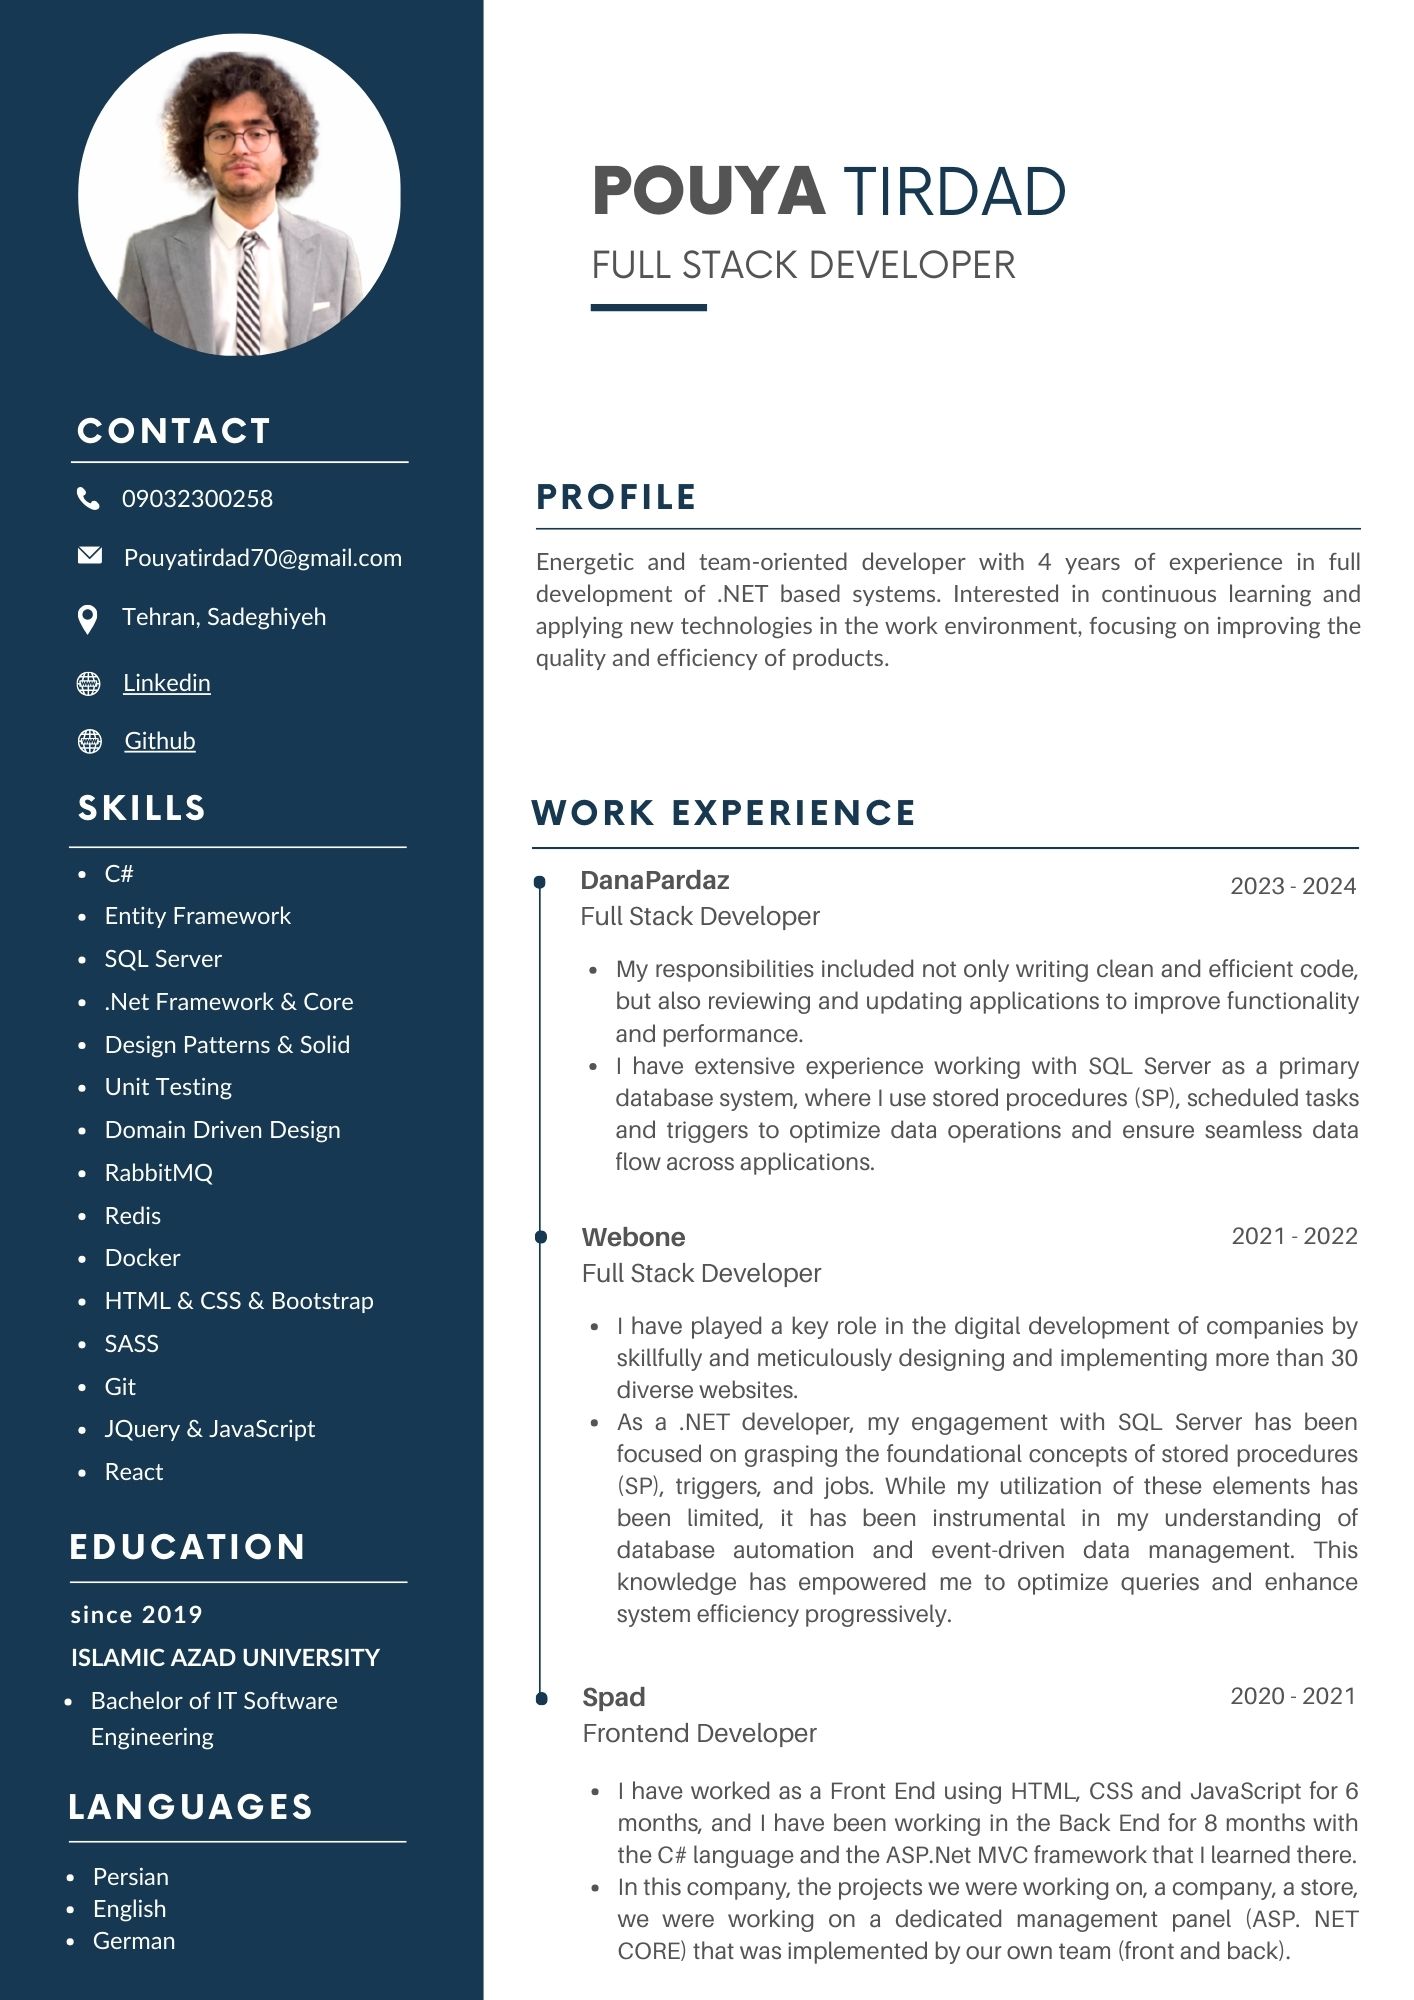 POUYA TIRDAD
FULL STACK DEVELOPER
CONTACT
09032300258
Pouyatirdad70@gmail.com
Tehran, Sadeghiyeh
Linkedin
Github
SKILLS
C#
Entity Framework
SQL Server
.Net Framework & Core
Design Patterns & Solid
Unit Testing
Domain Driven Design
RabbitMQ
Redis
Docker
HTML & CSS & Bootstrap
SASS
Git
JQuery & JavaScript
React
EDUCATION
since 2019
ISLAMIC AZAD UNIVERSITY
Bachelor of IT Software
Engineering
LANGUAGES
Persian
English
German
PROFILE
Energetic and team-oriented developer with 4 years of experience in full
development of .NET based systems. Interested in continuous learning and
applying new technologies in the work environment, focusing on improving the
quality and efficiency of products.
WORK EXPERIENCE
DanaPardaz 2023 - 2024
Full Stack Developer
My responsibilities included not only writing clean and efficient code,
but also reviewing and updating applications to improve functionality
and performance.
I have extensive experience working with SQL Server as a primary
database system, where I use stored procedures (SP), scheduled tasks
and triggers to optimize data operations and ensure seamless data
flow across applications.
Webone 2021 - 2022
Full Stack Developer
I have played a key role in the digital development of companies by
skillfully and meticulously designing and implementing more than 30
diverse websites.
As a .NET developer, my engagement with SQL Server has been
focused on grasping the foundational concepts of stored procedures
(SP), triggers, and jobs. While my utilization of these elements has
been limited, it has been instrumental in my understanding of
database automation and event-driven data management. This
knowledge has empowered me to optimize queries and enhance
system efficiency progressively.
Spad 2020 - 2021
Frontend Developer
I have worked as a Front End using HTML, CSS and JavaScript for 6
months, and I have been working in the Back End for 8 months with
the C# language and the ASP.Net MVC framework that I learned there.
In this company, the projects we were working on, a company, a store,
we were working on a dedicated management panel (ASP. NET
CORE) that was implemented by our own team (front and back).